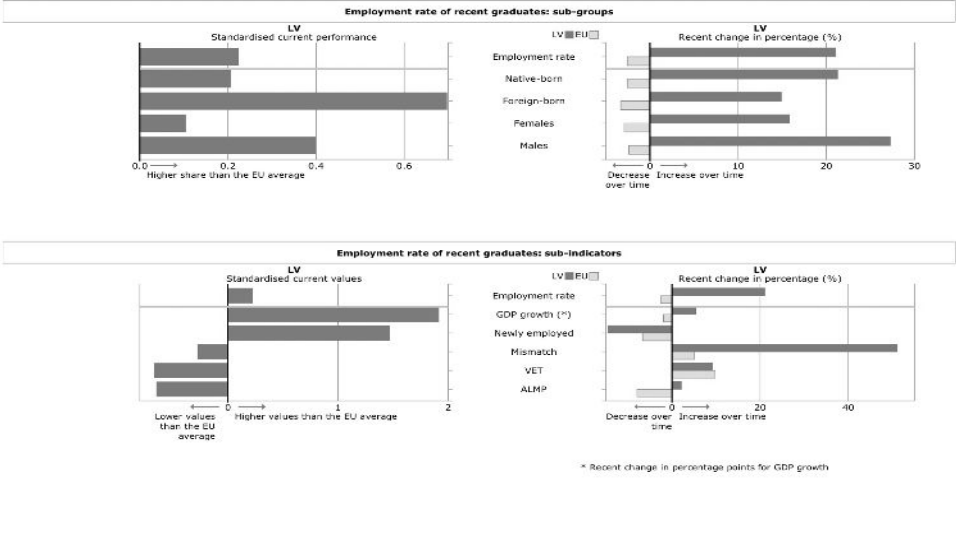 Employment rate of recent graduates: sub-groups
LV
Standardised current performance
LV EU
LV
Recent change in percentage (%)
Employment rate
Native-born
Foreign-born
Females
Males
0.0 0.2 0.4 0.6
Higher share than the EU average
0 10 20 30
Decrease over time
Increase over time
Employment rate of recent graduates: sub-indicators
LV
Standardised current values
LV EU
LV
Recent change in percentage (%)
Employment rate
GDP growth (*)
Newly employed
Mismatch
VET
ALMP
0 1 2
Lower values
than the EU
average
Higher values than the EU average
0 20 40
Decrease over
time
Increase over time
* Recent change in percentage points for GDP growth